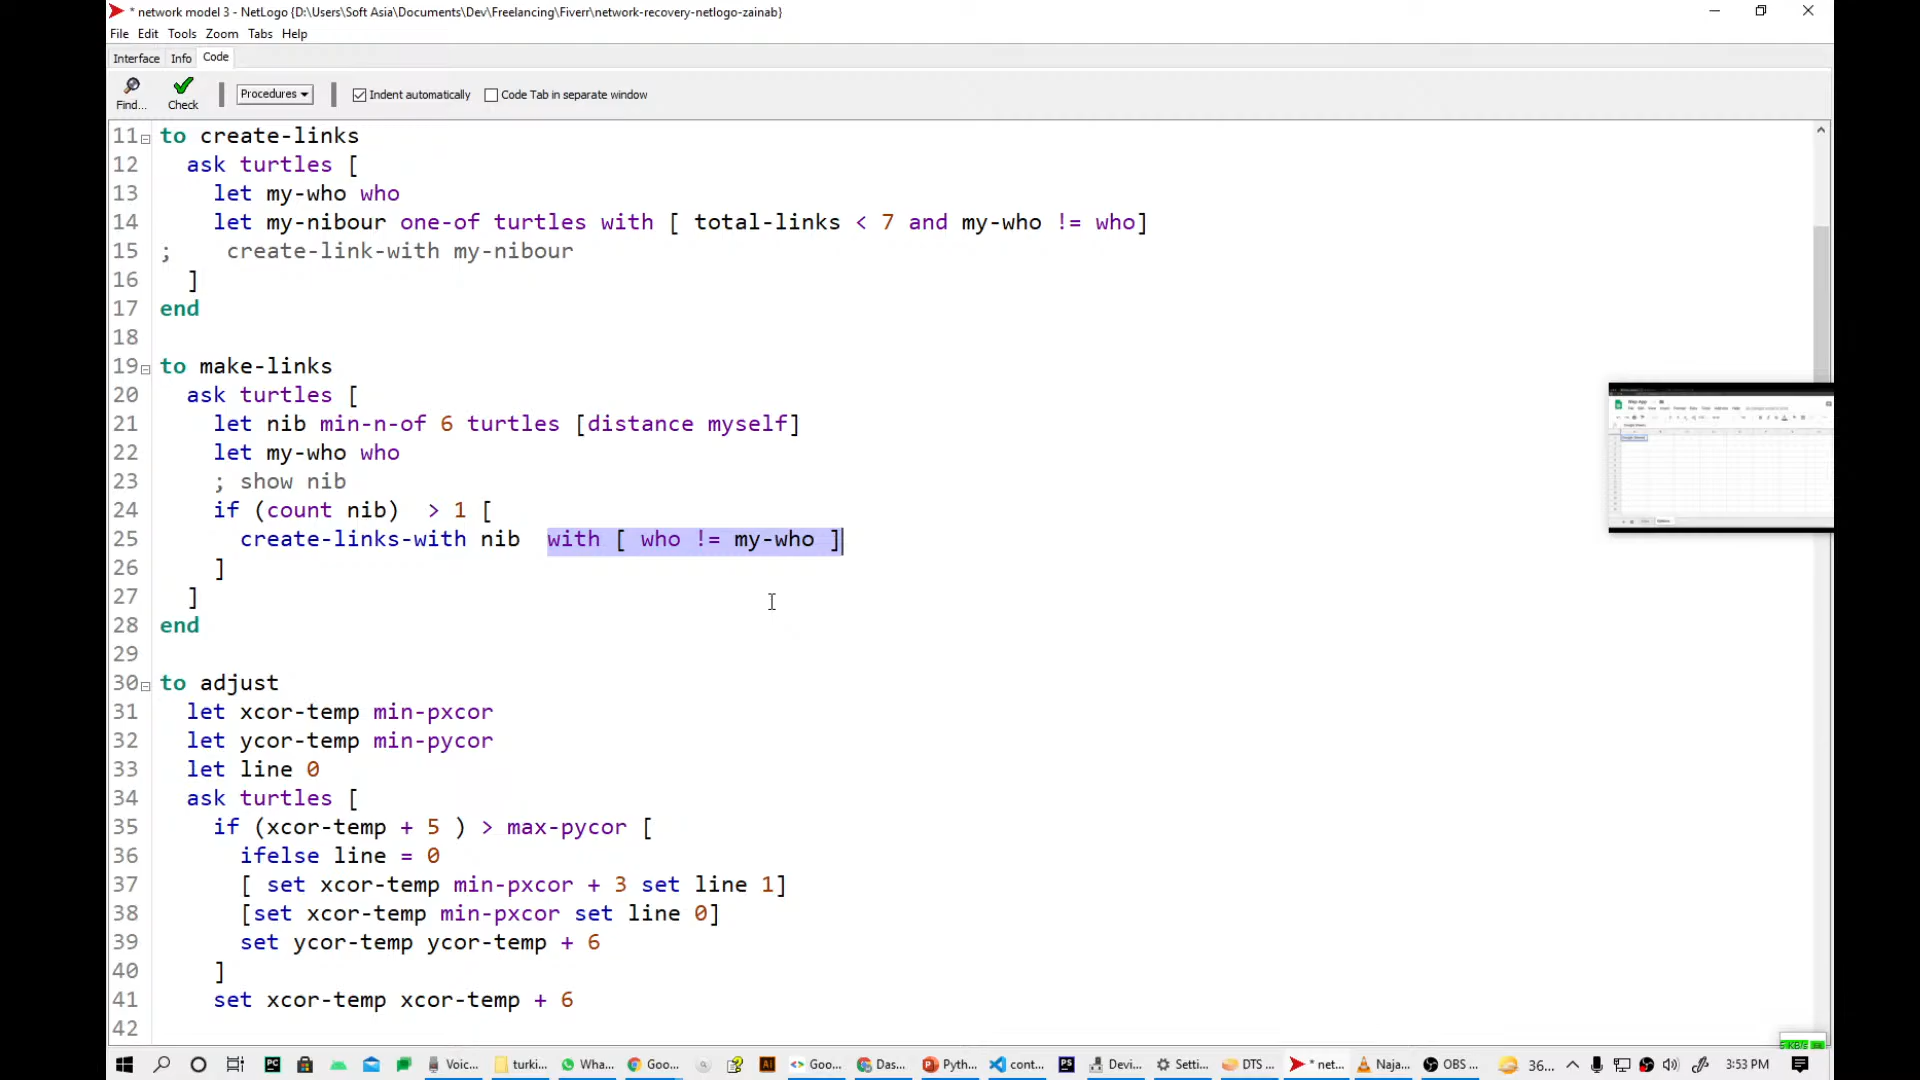 * network model 3 - NetLogo {D:\Users\Soft Asia\Documents\Dev\Freelancing\Fiverr\network-recovery-netlogo-zainab}
File Edit Tools Zoom Tabs Help
Interface Info Code
Find... Check Procedures Indent automatically Code Tab in separate window
11 to create-links
12 ask turtles [
13 let my-who who
14 let my-nibour one-of turtles with [ total-links < 7 and my-who != who]
15 ; create-link-with my-nibour
16 ]
17 end
18
19 to make-links
20 ask turtles [
21 let nib min-n-of 6 turtles [distance myself]
22 let my-who who
23 ; show nib
24 if (count nib) > 1 [
25 create-links-with nib with [ who != my-who ]
26 ]
27 ]
28 end
29
30 to adjust
31 let xcor-temp min-pxcor
32 let ycor-temp min-pycor
33 let line 0
34 ask turtles [
35 if (xcor-temp + 5 ) > max-pycor [
36 ifelse line = 0
37 [ set xcor-temp min-pxcor + 3 set line 1]
38 [set xcor-temp min-pxcor set line 0]
39 set ycor-temp ycor-temp + 6
40 ]
41 set xcor-temp xcor-temp + 6
42
5 KB/s
Voic... turki... Wha... Goo... Goo... Das... Pyth... cont... Devi... Setti... DTS ... * net... Naja... OBS ... 36... 3:53 PM